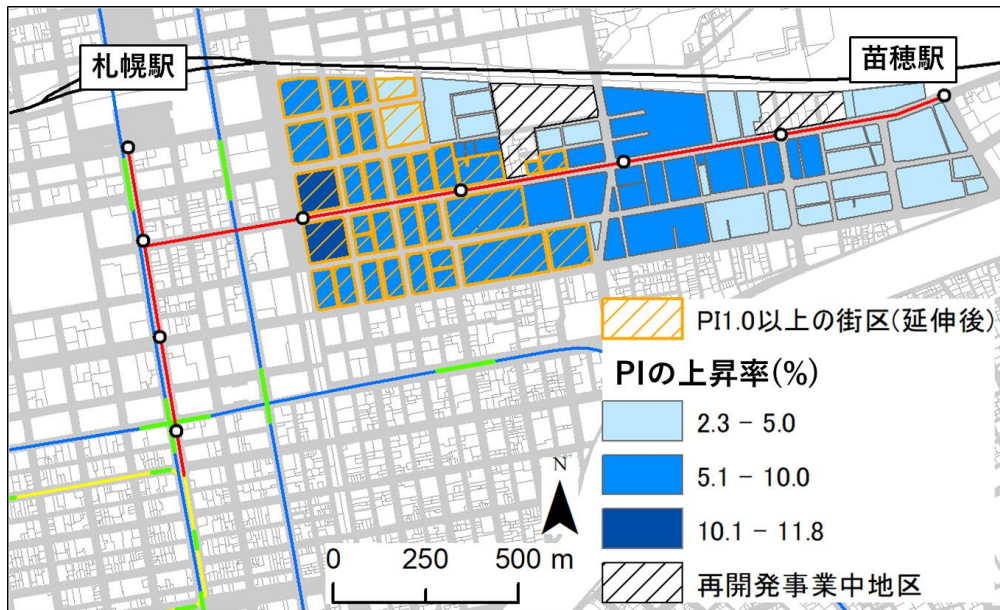 札幌駅
苗穂駅
PI1.0以上の街区(延伸後)
PIの上昇率(%)
2.3 - 5.0
5.1 - 10.0
10.1 - 11.8
再開発事業中地区
N
0 250 500 m